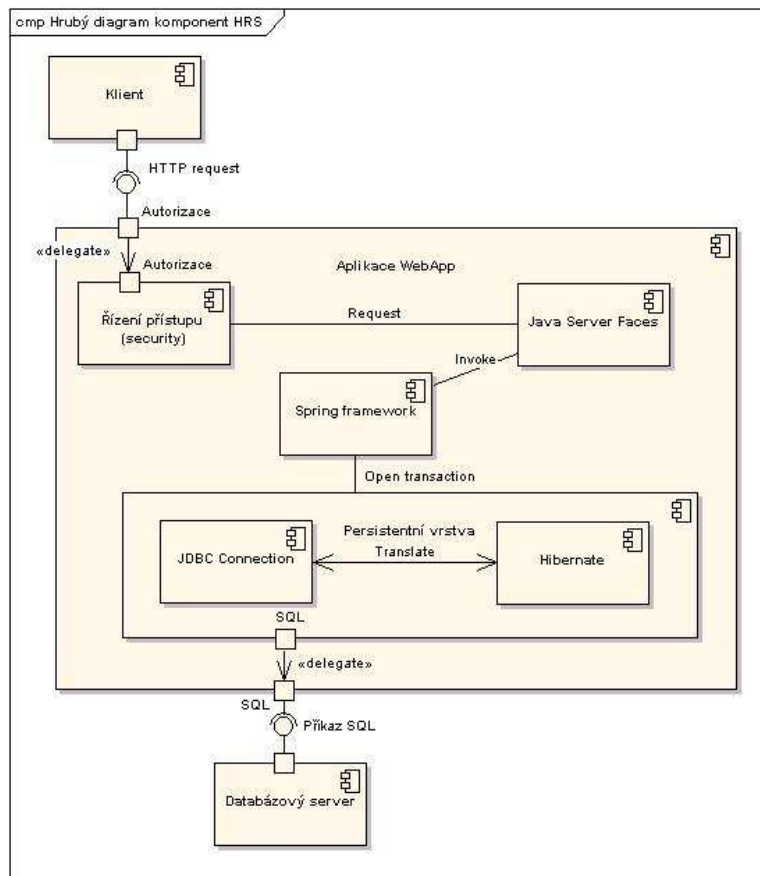 cmp Hrubý diagram komponent HRS
Klient
HTTP request
Autorizace
«delegate»
Autorizace
Aplikace WebApp
Řízení přístupu
(security)
Request
Java Server Faces
Invoke
Spring framework
Open transaction
Persistentní vrstva
JDBC Connection
Translate
Hibernate
SQL
«delegate»
SQL
Příkaz SQL
Databázový server